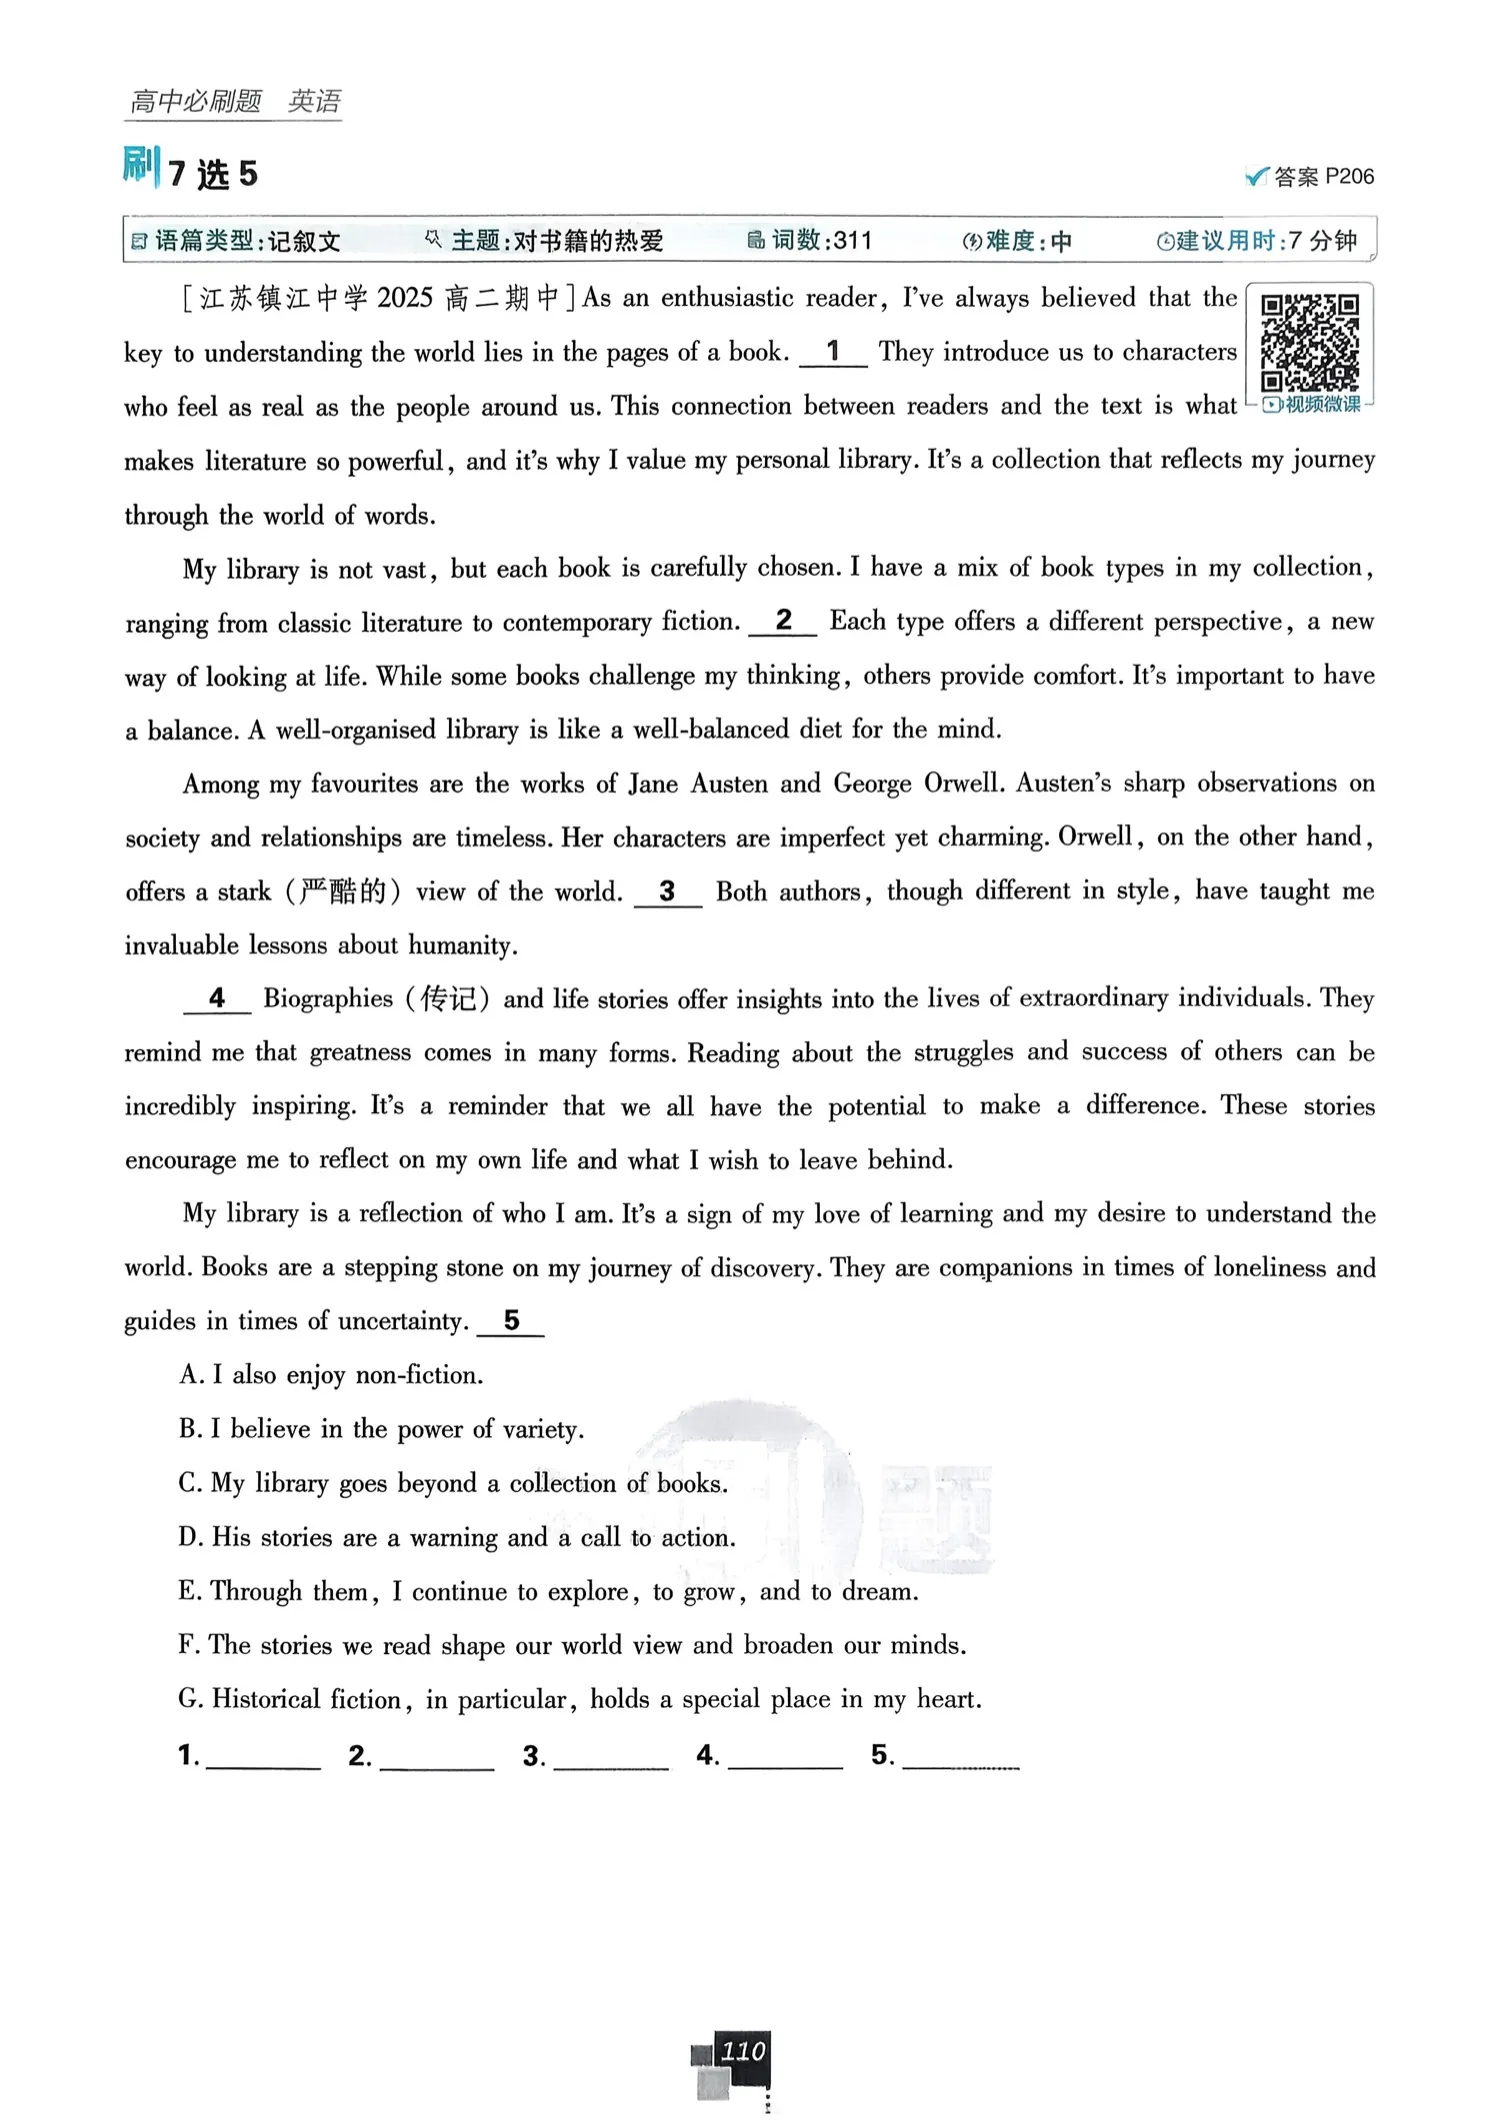 高中必刷题 英语
刷 7 选 5
答案 P206
语篇类型:记叙文 主题:对书籍的热爱 词数:311 难度:中 建议用时:7 分钟
[江苏镇江中学 2025 高二期中]As an enthusiastic reader, I've always believed that the
key to understanding the world lies in the pages of a book. 1 They introduce us to characters
who feel as real as the people around us. This connection between readers and the text is what
视频微课
makes literature so powerful, and it's why I value my personal library. It's a collection that reflects my journey
through the world of words.
My library is not vast, but each book is carefully chosen. I have a mix of book types in my collection,
ranging from classic literature to contemporary fiction. 2 Each type offers a different perspective, a new
way of looking at life. While some books challenge my thinking, others provide comfort. It's important to have
a balance. A well-organised library is like a well-balanced diet for the mind.
Among my favourites are the works of Jane Austen and George Orwell. Austen's sharp observations on
society and relationships are timeless. Her characters are imperfect yet charming. Orwell, on the other hand,
offers a stark (严酷的) view of the world. 3 Both authors, though different in style, have taught me
invaluable lessons about humanity.
4 Biographies (传记) and life stories offer insights into the lives of extraordinary individuals. They
remind me that greatness comes in many forms. Reading about the struggles and success of others can be
incredibly inspiring. It's a reminder that we all have the potential to make a difference. These stories
encourage me to reflect on my own life and what I wish to leave behind.
My library is a reflection of who I am. It's a sign of my love of learning and my desire to understand the
world. Books are a stepping stone on my journey of discovery. They are companions in times of loneliness and
guides in times of uncertainty. 5
A. I also enjoy non-fiction.
B. I believe in the power of variety.
C. My library goes beyond a collection of books.
D. His stories are a warning and a call to action.
E. Through them, I continue to explore, to grow, and to dream.
F. The stories we read shape our world view and broaden our minds.
G. Historical fiction, in particular, holds a special place in my heart.
1. 2. 3. 4. 5.
110